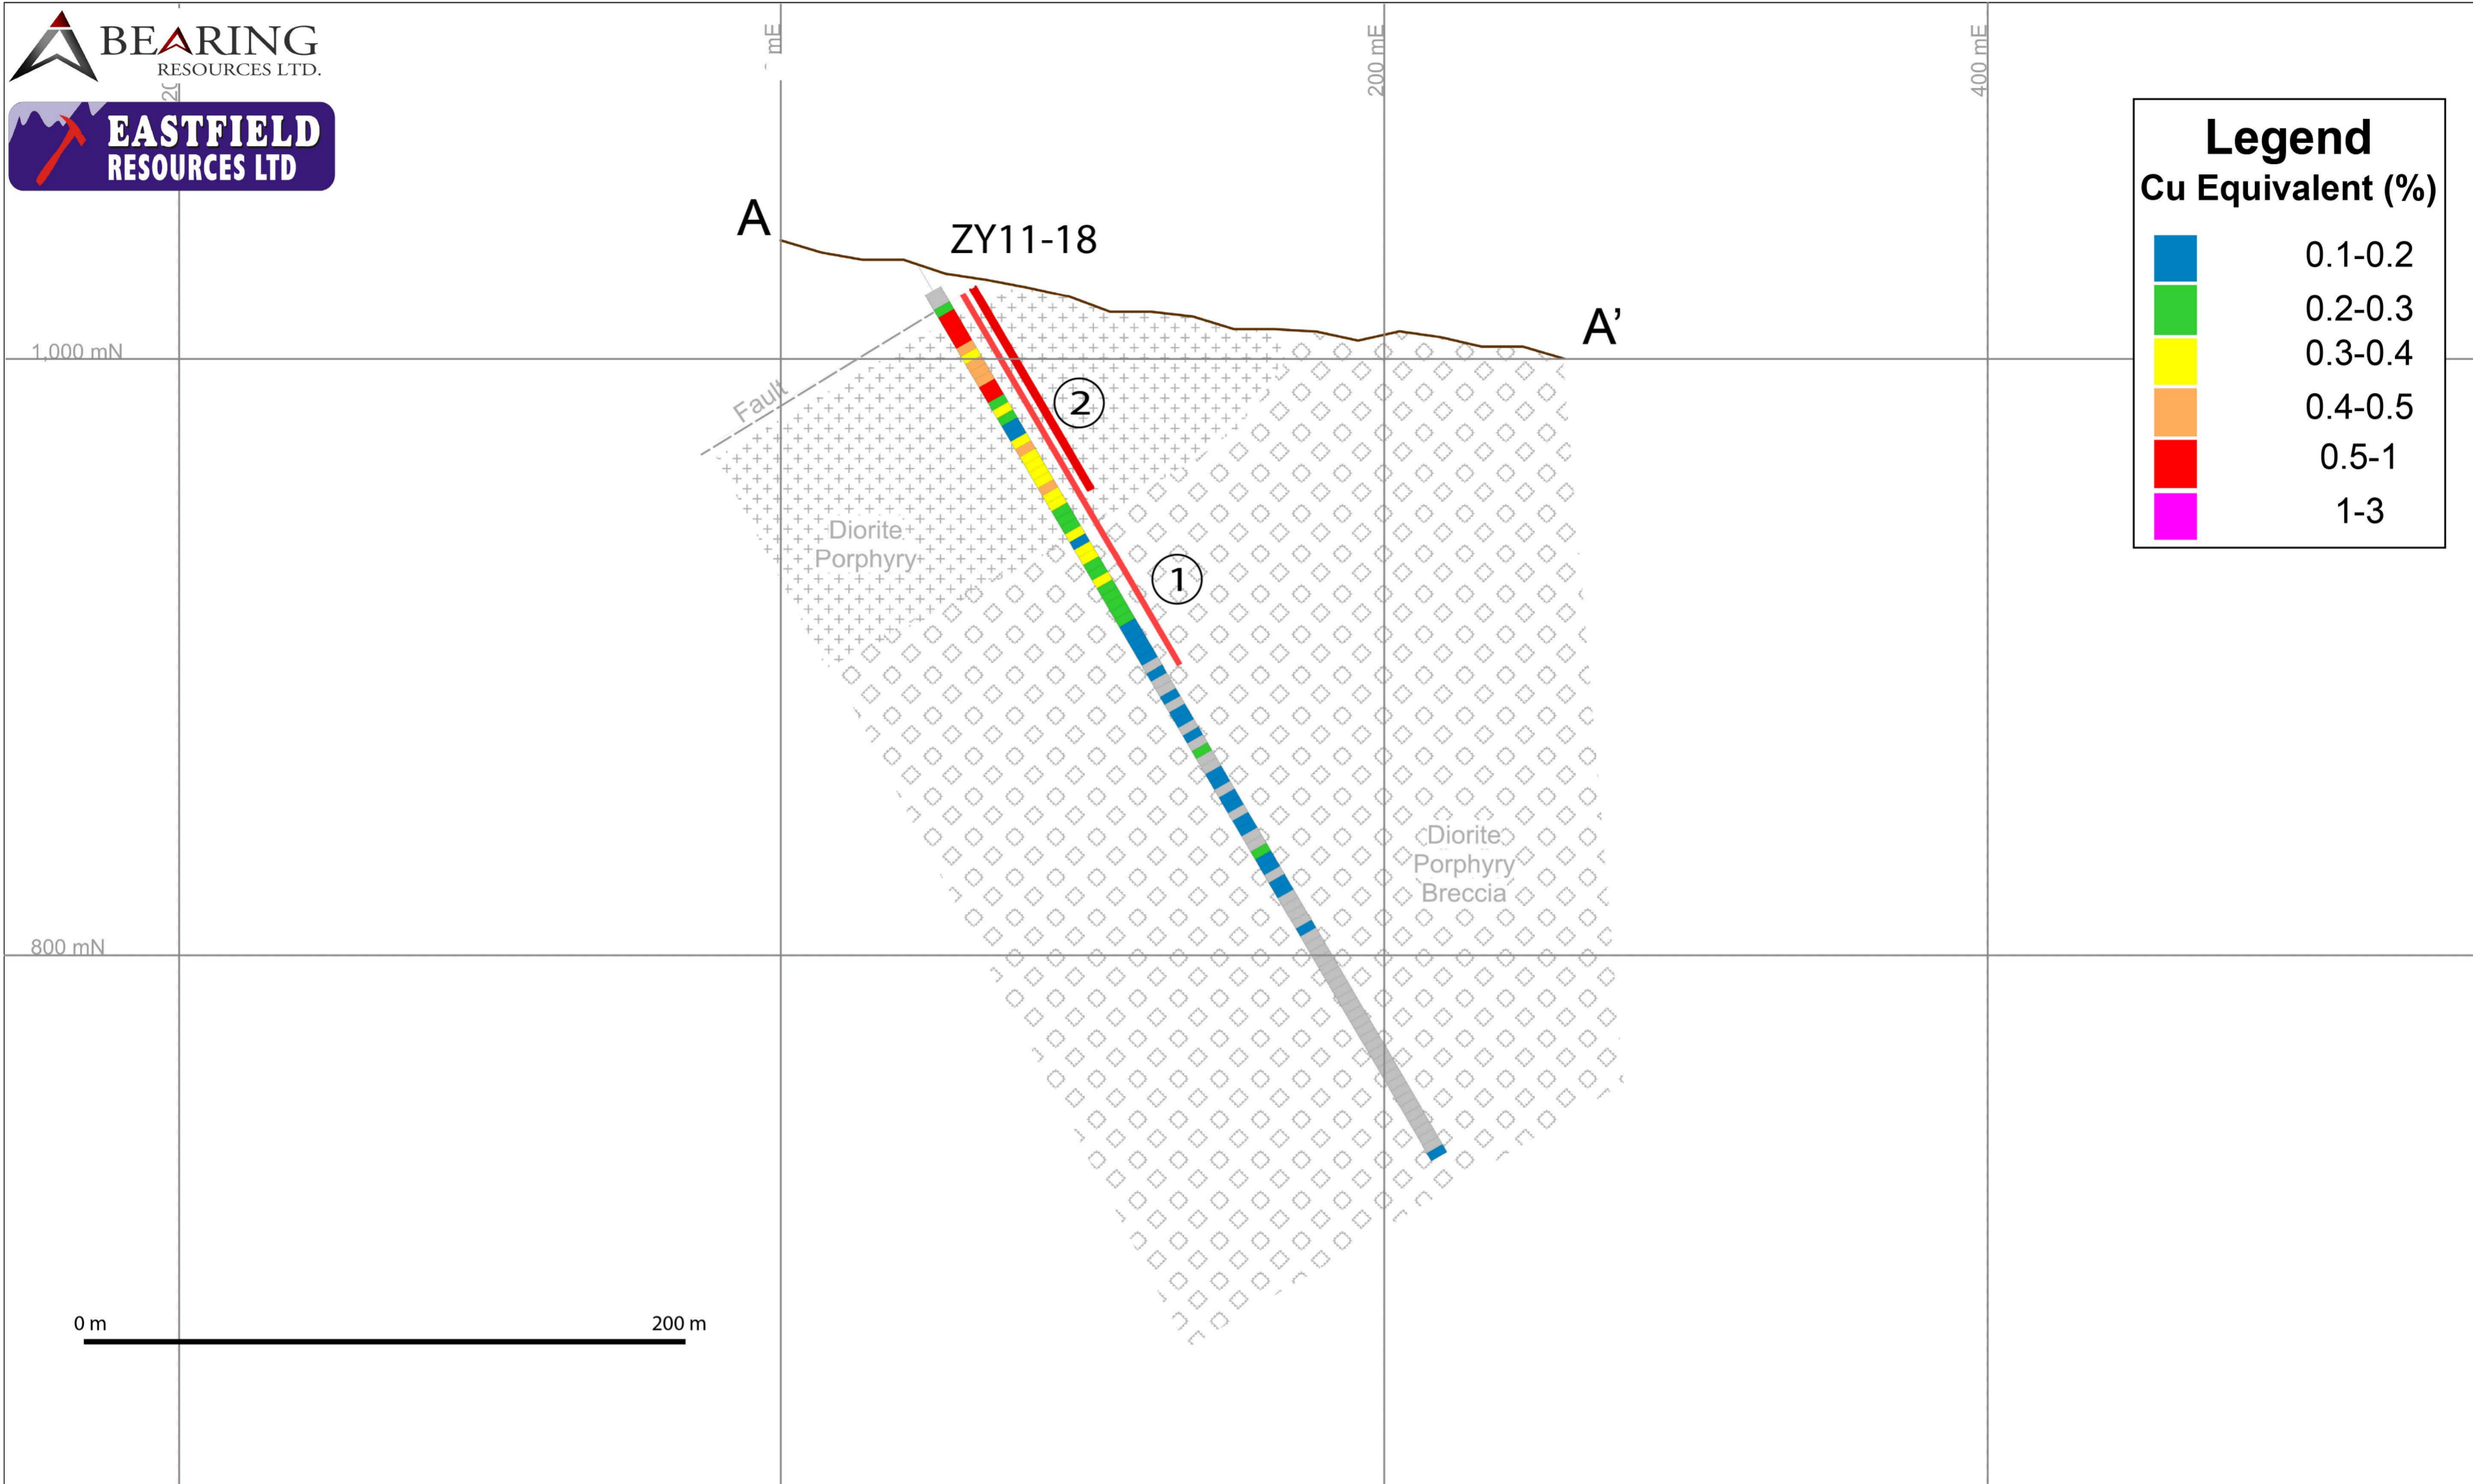 BEARING
RESOURCES LTD.
EASTFIELD
RESOURCES LTD
mE
200 mE
400 mE
Legend
Cu Equivalent (%)
0.1-0.2
0.2-0.3
0.3-0.4
0.4-0.5
0.5-1
1-3
A
ZY11-18
A’
1,000 mN
Fault
2
Diorite
Porphyry
1
Diorite
Porphyry
Breccia
800 mN
0 m
200 m